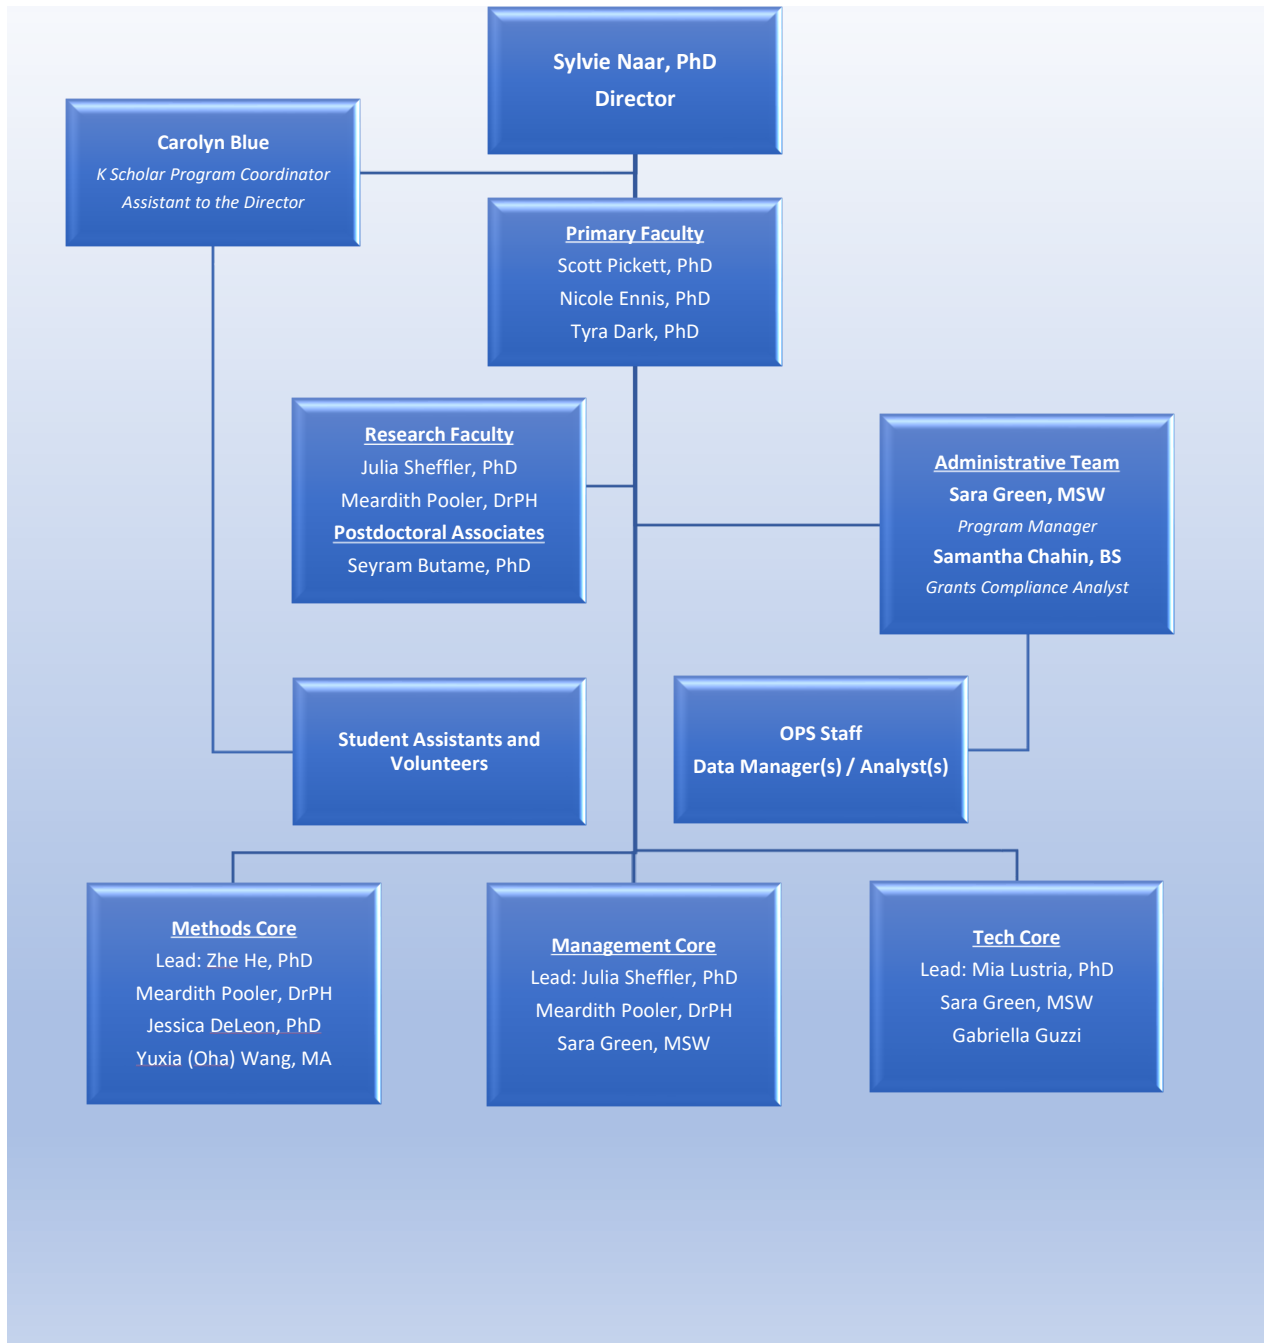 Sylvie Naar, PhD
Director
Carolyn Blue
K Scholar Program Coordinator
Assistant to the Director
Primary Faculty
Scott Pickett, PhD
Nicole Ennis, PhD
Tyra Dark, PhD
Research Faculty
Julia Sheffler, PhD
Meardith Pooler, DrPH
Postdoctoral Associates
Seyram Butame, PhD
Administrative Team
Sara Green, MSW
Program Manager
Samantha Chahin, BS
Grants Compliance Analyst
Student Assistants and
Volunteers
OPS Staff
Data Manager(s) / Analyst(s)
Methods Core
Lead: Zhe He, PhD
Meardith Pooler, DrPH
Jessica DeLeon, PhD
Yuxia (Oha) Wang, MA
Management Core
Lead: Julia Sheffler, PhD
Meardith Pooler, DrPH
Sara Green, MSW
Tech Core
Lead: Mia Lustria, PhD
Sara Green, MSW
Gabriella Guzzi